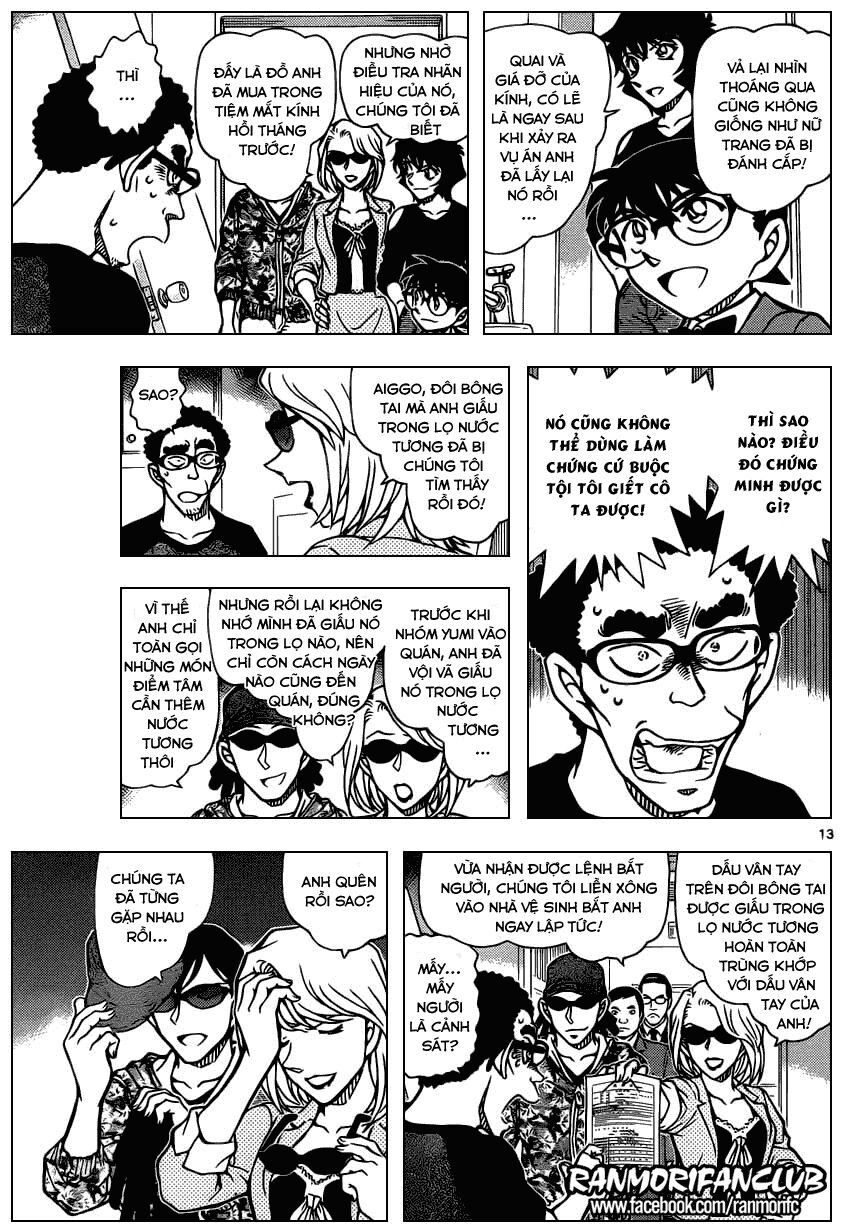 VẢ LẠI NHÌN
THOÁNG QUA
CŨNG KHÔNG
GIỐNG NHƯ NỮ
TRANG ĐÃ BỊ
ĐÁNH CẮP!
QUAI VÀ
GIÁ ĐỠ CỦA
KÍNH, CÓ LẼ
LÀ NGAY SAU
KHI XẢY RA
VỤ ÁN ANH
ĐÃ LẤY LẠI
NÓ RỒI
...
NHƯNG NHỜ
ĐIỀU TRA NHÃN
HIỆU CỦA NÓ,
CHÚNG TÔI ĐÃ
BIẾT
ĐẤY LÀ ĐỒ ANH
ĐÃ MUA TRONG
TIỆM MẮT KÍNH
HỒI THÁNG
TRƯỚC!
THÌ
...
THÌ SAO
NÀO? ĐIỀU
ĐÓ CHỨNG
MINH ĐƯỢC
GÌ?
NÓ CŨNG KHÔNG
THỂ DÙNG LÀM
CHỨNG CỨ BUỘC
TỘI TÔI GIẾT CÔ
TA ĐƯỢC!
AIGGO, ĐÔI BÔNG
TAI MÀ ANH GIẤU
TRONG LỌ NƯỚC
TƯƠNG ĐÃ BỊ
CHÚNG TÔI
TÌM THẤY
RỒI ĐÓ!
SAO?
TRƯỚC KHI
NHÓM YUMI VÀO
QUÁN, ANH ĐÃ
VỘI VÃ GIẤU
NÓ TRONG LỌ
NƯỚC
TƯƠNG
...
NHƯNG RỒI LẠI KHÔNG
NHỚ MÌNH ĐÃ GIẤU NÓ
TRONG LỌ NÀO, NÊN
CHỈ CÒN CÁCH NGÀY
NÀO CŨNG ĐẾN
QUÁN, ĐÚNG
KHÔNG?
VÌ THẾ
ANH CHỈ
TOÀN GỌI
NHỮNG MÓN
ĐIỂM TÂM
CẦN THÊM
NƯỚC
TƯƠNG
THÔI
13
DẤU VÂN TAY
TRÊN ĐÔI BÔNG TAI
ĐƯỢC GIẤU TRONG
LỌ NƯỚC TƯƠNG
HOÀN TOÀN
TRÙNG KHỚP
VỚI DẤU VÂN
TAY CỦA
ANH!
VỪA NHẬN ĐƯỢC LỆNH BẮT
NGƯỜI, CHÚNG TÔI LIỀN XÔNG
VÀO NHÀ VỆ SINH BẮT ANH
NGAY LẬP TỨC!
MẤY...
MẤY
NGƯỜI
LÀ CẢNH
SÁT?
ANH QUÊN
RỒI SAO?
CHÚNG TA
ĐÃ TỪNG
GẶP NHAU
RỒI...
RANMORIFANCLUB
www.facebook.com/ranmorifc